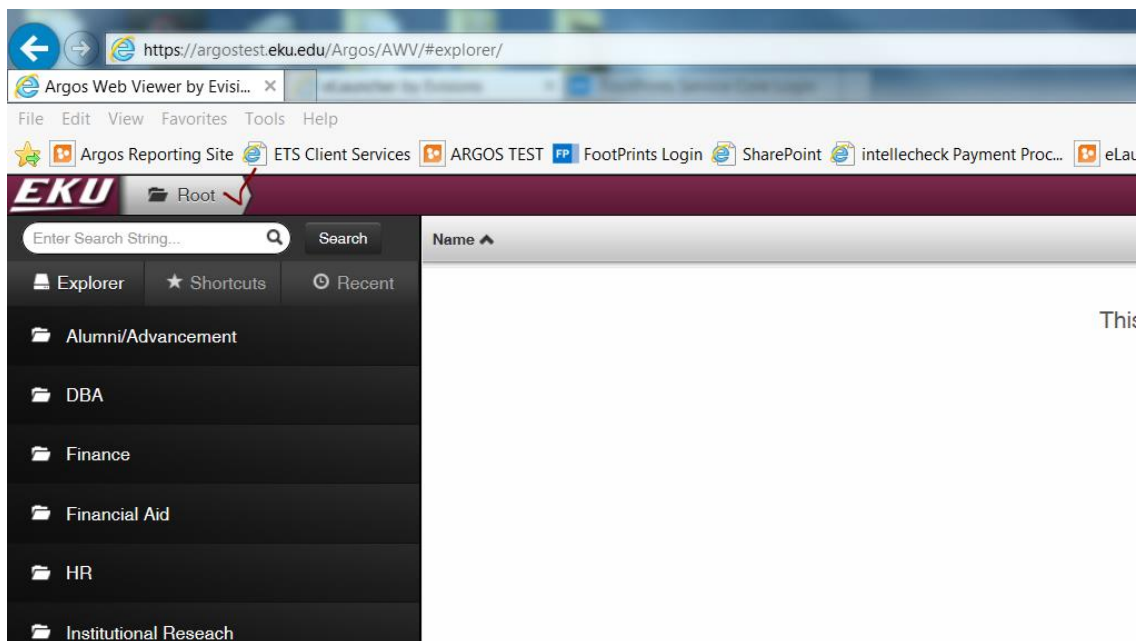 https://argostest.eku.edu/Argos/AWV/#explorer/
Argos Web Viewer by Evisi... ×
File Edit View Favorites Tools Help
Argos Reporting Site ETS Client Services ARGOS TEST FP FootPrints Login SharePoint intellecheck Payment Proc... eLau
EKU Root
Enter Search String... Search Name
Explorer Shortcuts Recent
This
Alumni/Advancement
DBA
Finance
Financial Aid
HR
Institutional Reseach